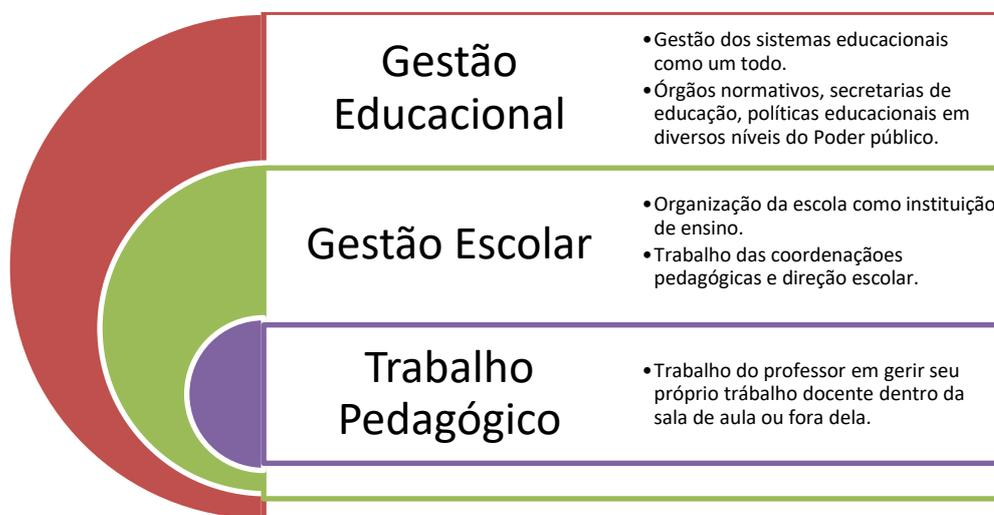 Gestão
Educacional
•Gestão dos sistemas educacionais
como um todo.
•Órgãos normativos, secretarias de
educação, políticas educacionais em
diversos níveis do Poder público.
Gestão Escolar
•Organização da escola como instituição
de ensino.
•Trabalho das coordenaçãoes
pedagógicas e direção escolar.
Trabalho
Pedagógico
•Trabalho do professor em gerir seu
próprio trábalho docente dentro da
sala de aula ou fora dela.